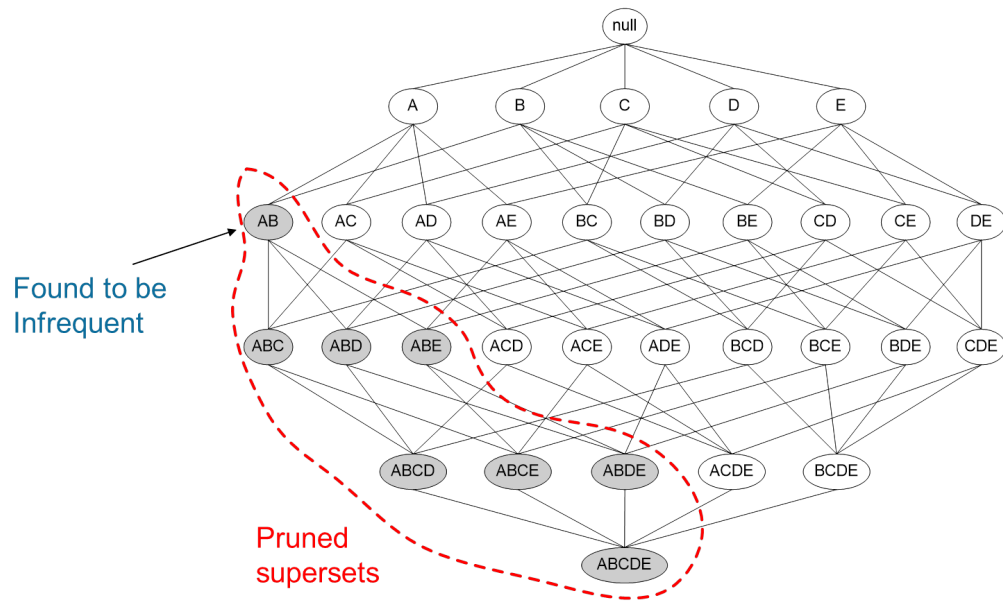 null
A B C D E
AB AC AD AE BC BD BE CD CE DE
Found to be
Infrequent
ABC ABD ABE ACD ACE ADE BCD BCE BDE CDE
ABCD ABCE ABDE ACDE BCDE
Pruned
supersets
ABCDE